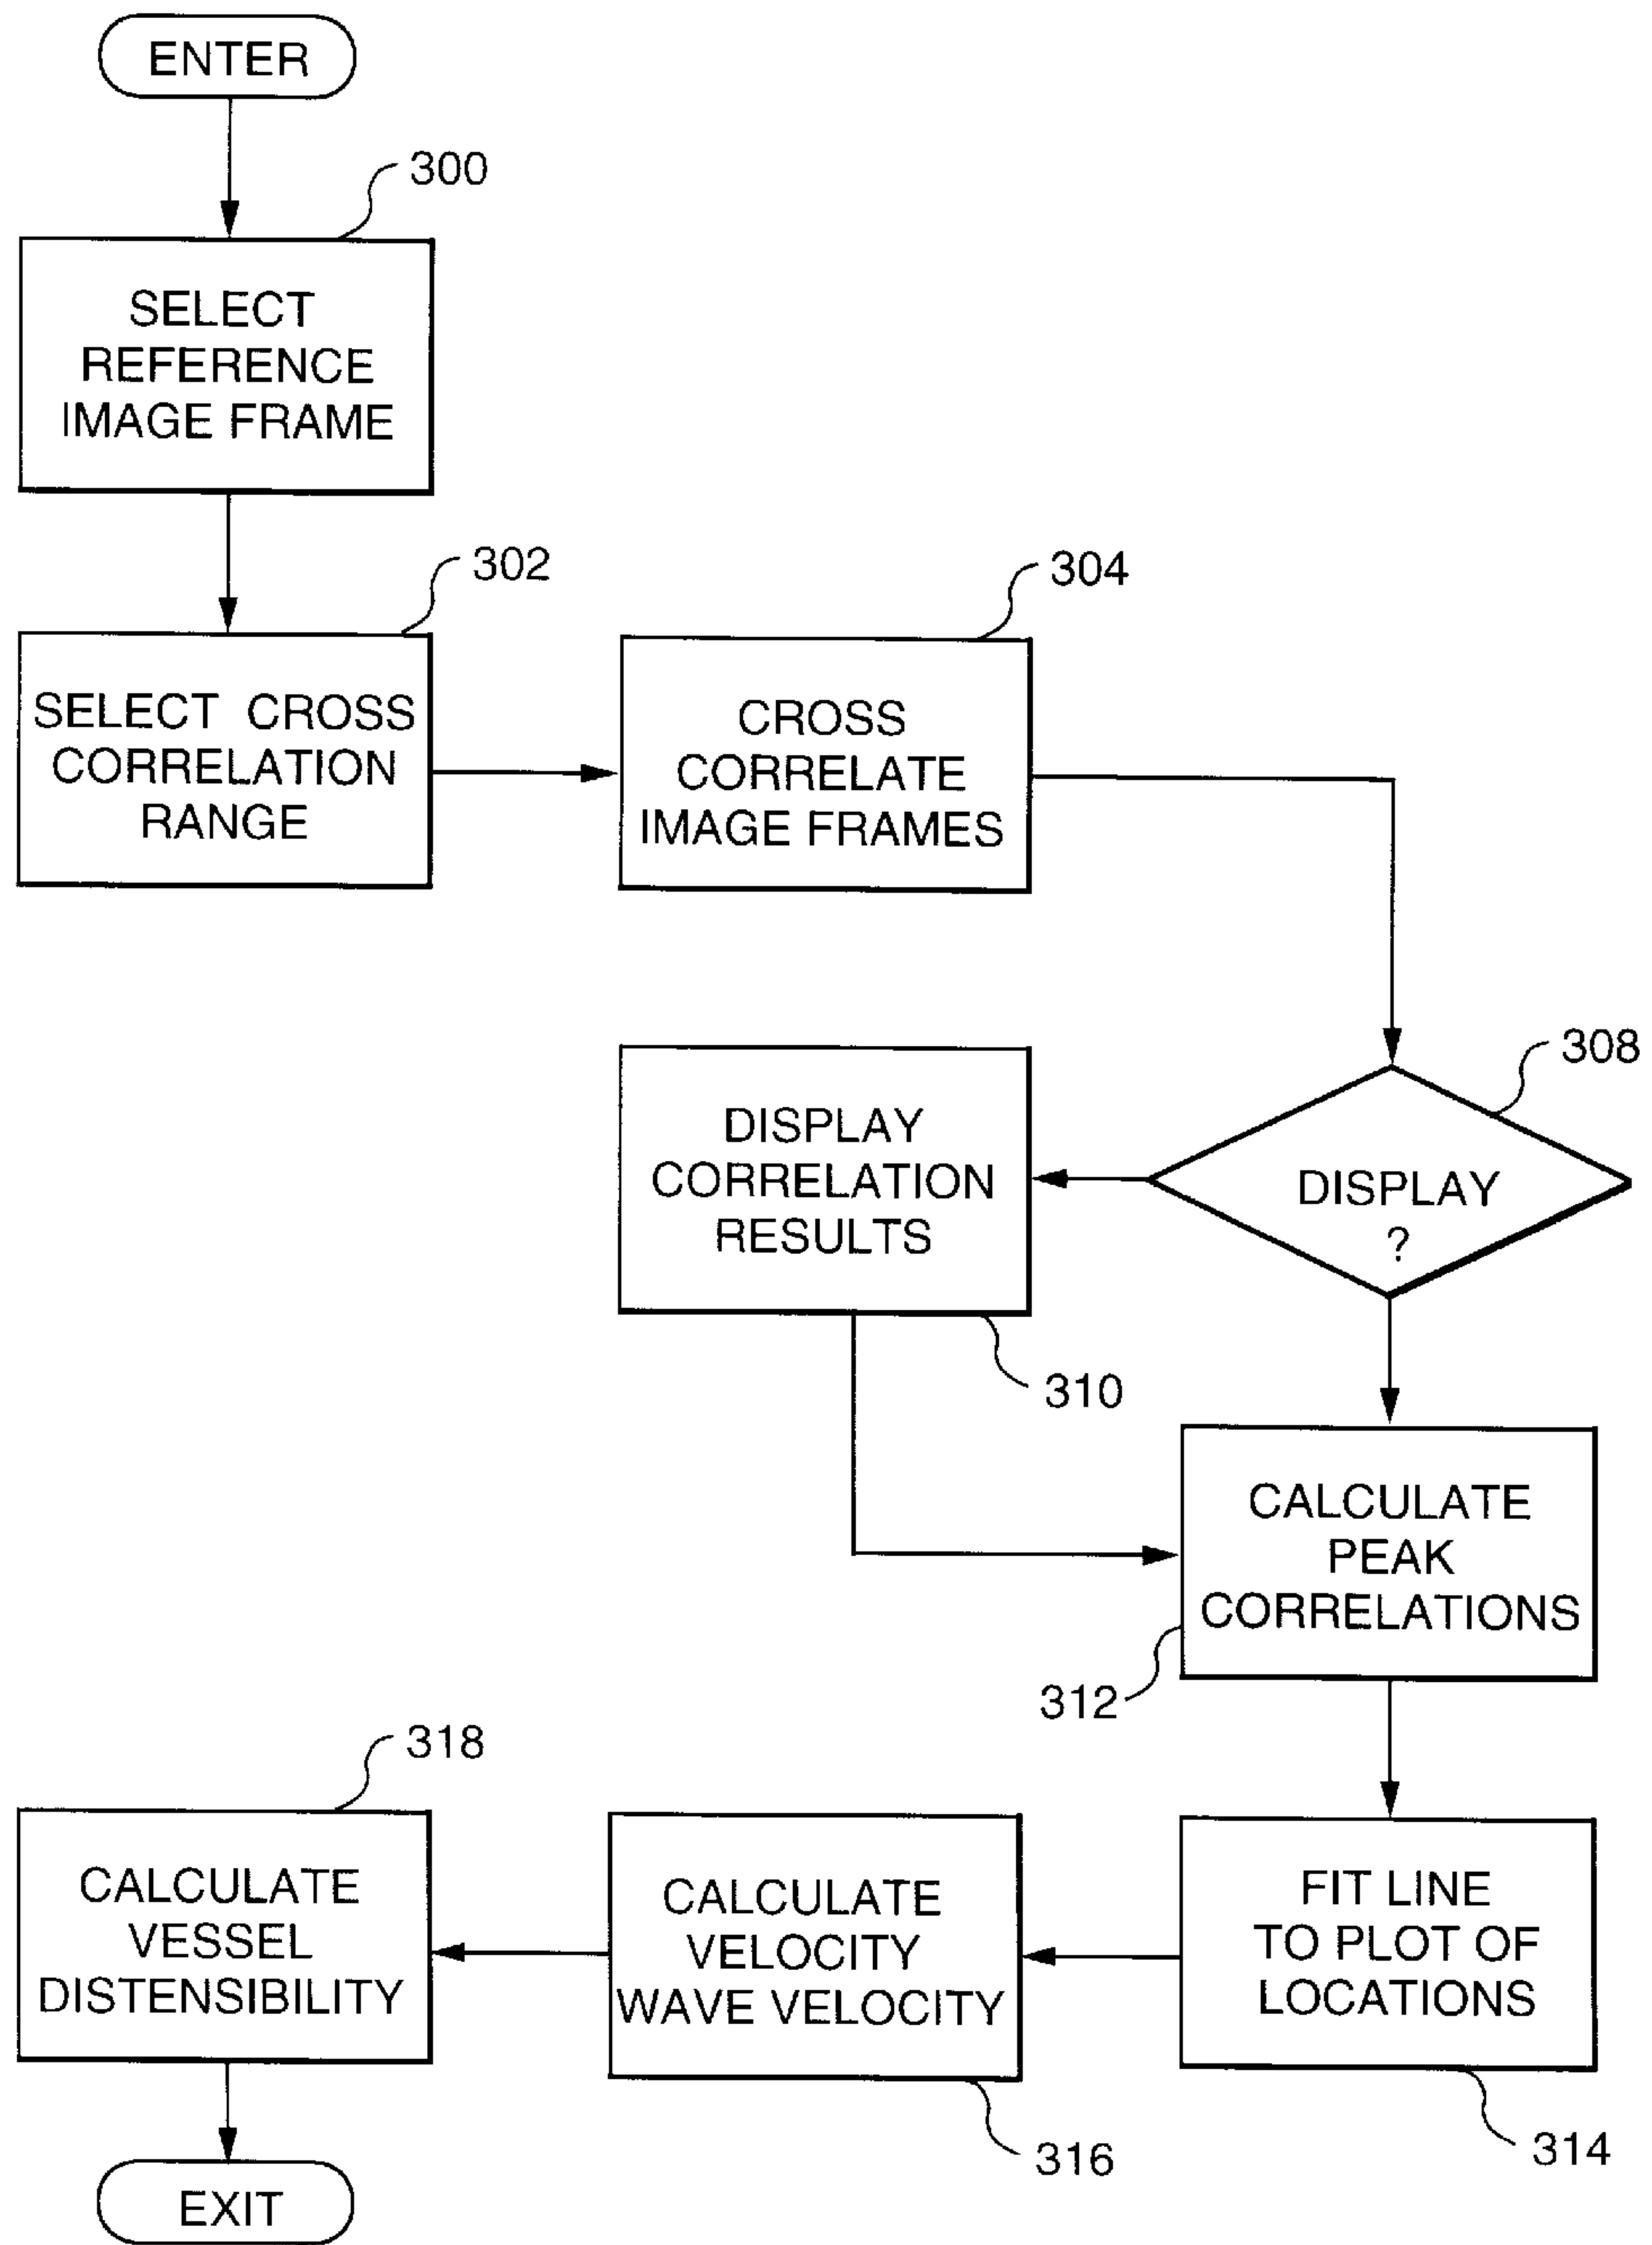 ENTER
300
SELECT
REFERENCE
IMAGE FRAME
302
SELECT CROSS
CORRELATION
RANGE
304
CROSS
CORRELATE
IMAGE FRAMES
308
DISPLAY
?
DISPLAY
CORRELATION
RESULTS
310
CALCULATE
PEAK
CORRELATIONS
312
FIT LINE
TO PLOT OF
LOCATIONS
314
CALCULATE
VELOCITY
WAVE VELOCITY
316
318
CALCULATE
VESSEL
DISTENSIBILITY
EXIT